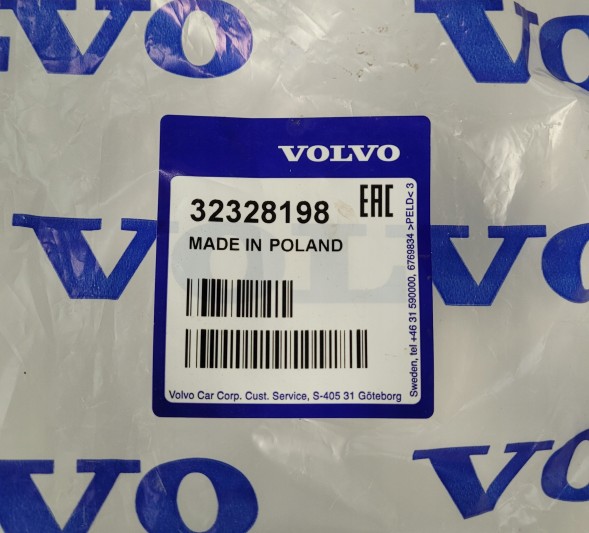 VOLVO
VOLVO
32328198
EAC
MADE IN POLAND
Volvo Car Corp. Cust. Service, S-405 31 Göteborg
Sweden, tel +46 31 590000, 6769834 >PELD< 3